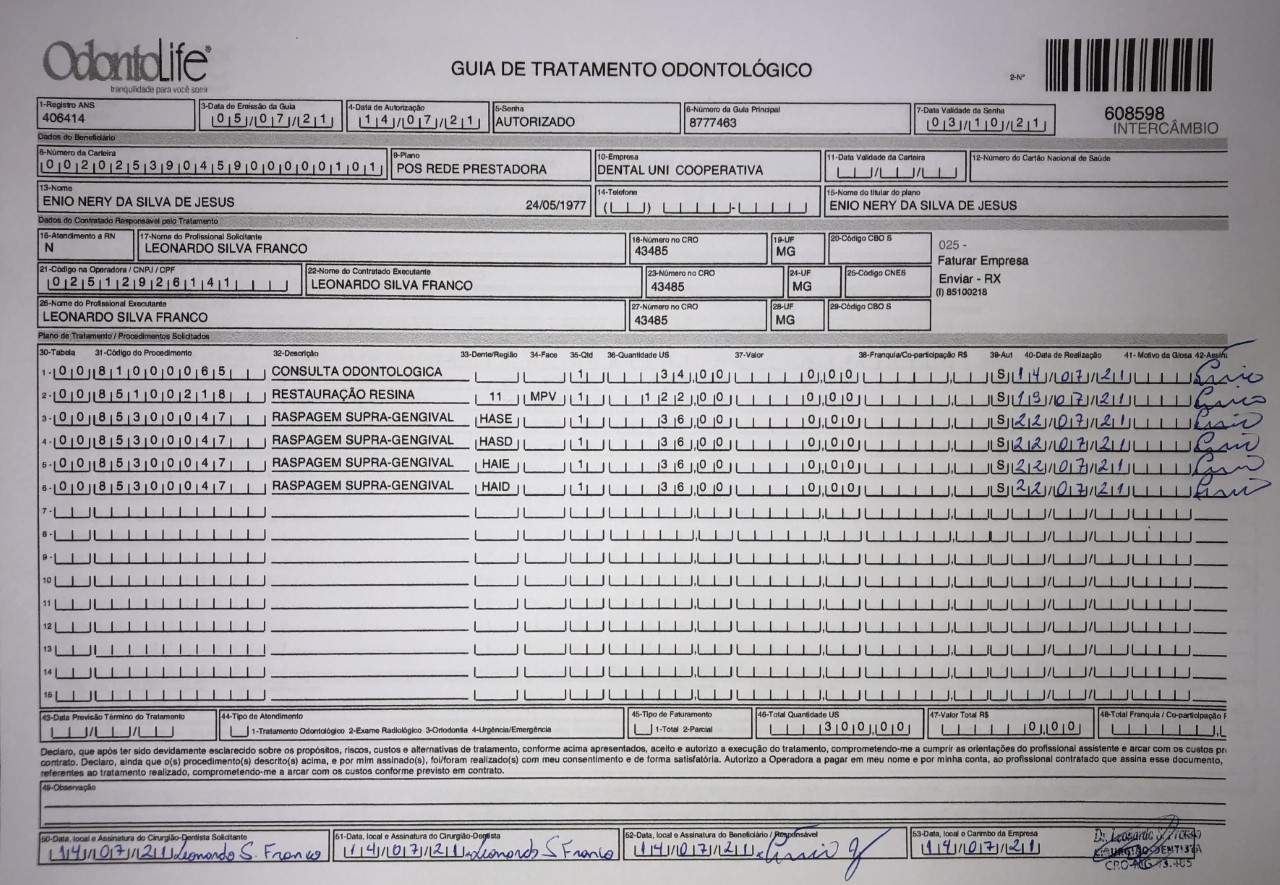 OdontoLife®
tranquilidade para você sorrir
GUIA DE TRATAMENTO ODONTOLÓGICO
2-Nº
608598
INTERCÂMBIO
1-Registro ANS
406414
3-Data de Emissão da Guia
05/07/21
4-Data de Autorização
14/07/21
5-Senha
AUTORIZADO
6-Número da Guia Principal
8777463
7-Data Validade da Senha
03/10/21
Dados do Beneficiário
8-Número da Carteira
00202539045900000101
9-Plano
POS REDE PRESTADORA
10-Empresa
DENTAL UNI COOPERATIVA
11-Data Validade da Carteira
12-Número do Cartão Nacional de Saúde
13-Nome
ENIO NERY DA SILVA DE JESUS 24/05/1977
14-Telefone
15-Nome do titular do plano
ENIO NERY DA SILVA DE JESUS
Dados do Contratado Responsável pelo Tratamento
16-Atendimento a RN
N
17-Nome do Profissional Solicitante
LEONARDO SILVA FRANCO
18-Número no CRO
43485
19-UF
MG
20-Código CBO S
025 -
Faturar Empresa
Enviar - RX
(I) 85100218
21-Código na Operadora / CNPJ / CPF
02512926141
22-Nome do Contratado Executante
LEONARDO SILVA FRANCO
23-Número no CRO
43485
24-UF
MG
25-Código CNES
26-Nome do Profissional Executante
LEONARDO SILVA FRANCO
27-Número no CRO
43485
28-UF
MG
29-Código CBO S
Plano de Tratamento / Procedimentos Solicitados
30-Tabela 31-Código do Procedimento 32-Descrição 33-Dente/Região 34-Face 35-Qtd 36-Quantidade US 37-Valor 38-Franquia/Co-participação R$ 39-Aut 40-Data de Realização 41- Motivo da Glosa 42-Assin
1- 00 81000065 CONSULTA ODONTOLOGICA 1 34,00 0,00 S 14/07/21
2- 00 85100218 RESTAURAÇÃO RESINA 11 MPV 1 122,00 0,00 S 19/07/21
3- 00 85300047 RASPAGEM SUPRA-GENGIVAL HASE 1 36,00 0,00 S 22/07/21
4- 00 85300047 RASPAGEM SUPRA-GENGIVAL HASD 1 36,00 0,00 S 22/07/21
5- 00 85300047 RASPAGEM SUPRA-GENGIVAL HAIE 1 36,00 0,00 S 22/07/21
6- 00 85300047 RASPAGEM SUPRA-GENGIVAL HAID 1 36,00 0,00 S 22/07/21
7-
8-
9-
10
11
12
13
14
15
43-Data Previsão Término do Tratamento
44-Tipo de Atendimento
1-Tratamento Odontológico 2-Exame Radiológico 3-Ortodontia 4-Urgência/Emergência
45-Tipo de Faturamento
1-Total 2-Parcial
46-Total Quantidade US
300,00
47-Valor Total R$
0,00
48-Total Franquia / Co-participação
Declaro, que após ter sido devidamente esclarecido sobre os propósitos, riscos, custos e alternativas de tratamento, conforme acima apresentados, aceito e autorizo a execução do tratamento, comprometendo-me a cumprir as orientações do profissional assistente e arcar com os custos
contrato. Declaro, ainda que o(s) procedimento(s) descrito(s) acima, e por mim assinado(s), foi/foram realizado(s) com meu consentimento e de forma satisfatória. Autorizo a Operadora a pagar em meu nome e por minha conta, ao profissional contratado que assina esse documento,
referentes ao tratamento realizado, comprometendo-me a arcar com os custos conforme previsto em contrato.
49-Observação
50-Data, local e Assinatura do Cirurgião-Dentista Solicitante
14/07/21 Leonardo S. Franco
51-Data, local e Assinatura do Cirurgião-Dentista
14/07/21 Leonardo S Franco
52-Data, local e Assinatura do Beneficiário / Responsável
14/07/21
53-Data, local e Carimbo da Empresa
14/07/21
CIRURGIÃO DENTISTA